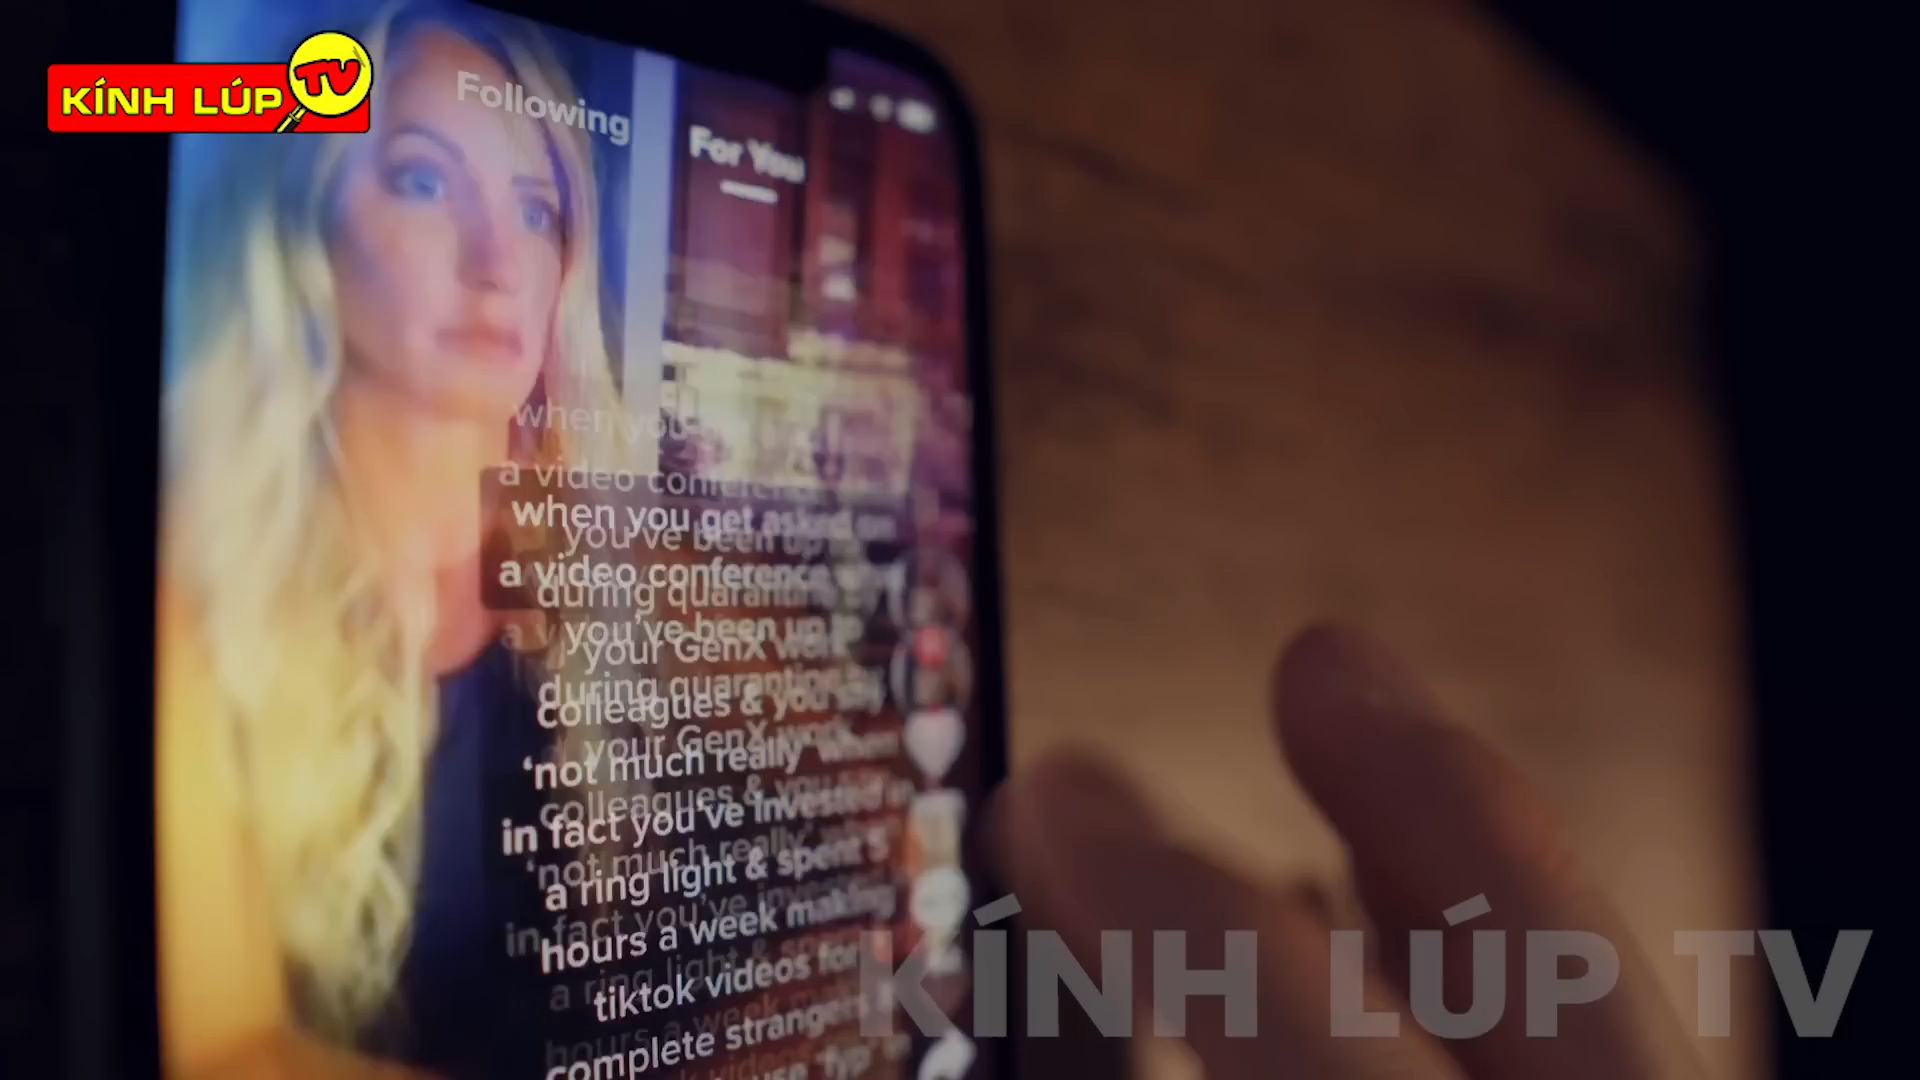 KÍNH LÚP TV
Following
For You
when you get asked on
a video conference what
you've been up to
during quarantine by
your GenX work
colleagues & you say
'not much really' when
in fact you've invested in
a ring light & spent 5
hours a week making
tiktok videos for
complete strangers
'fyp'
KÍNH LÚP TV